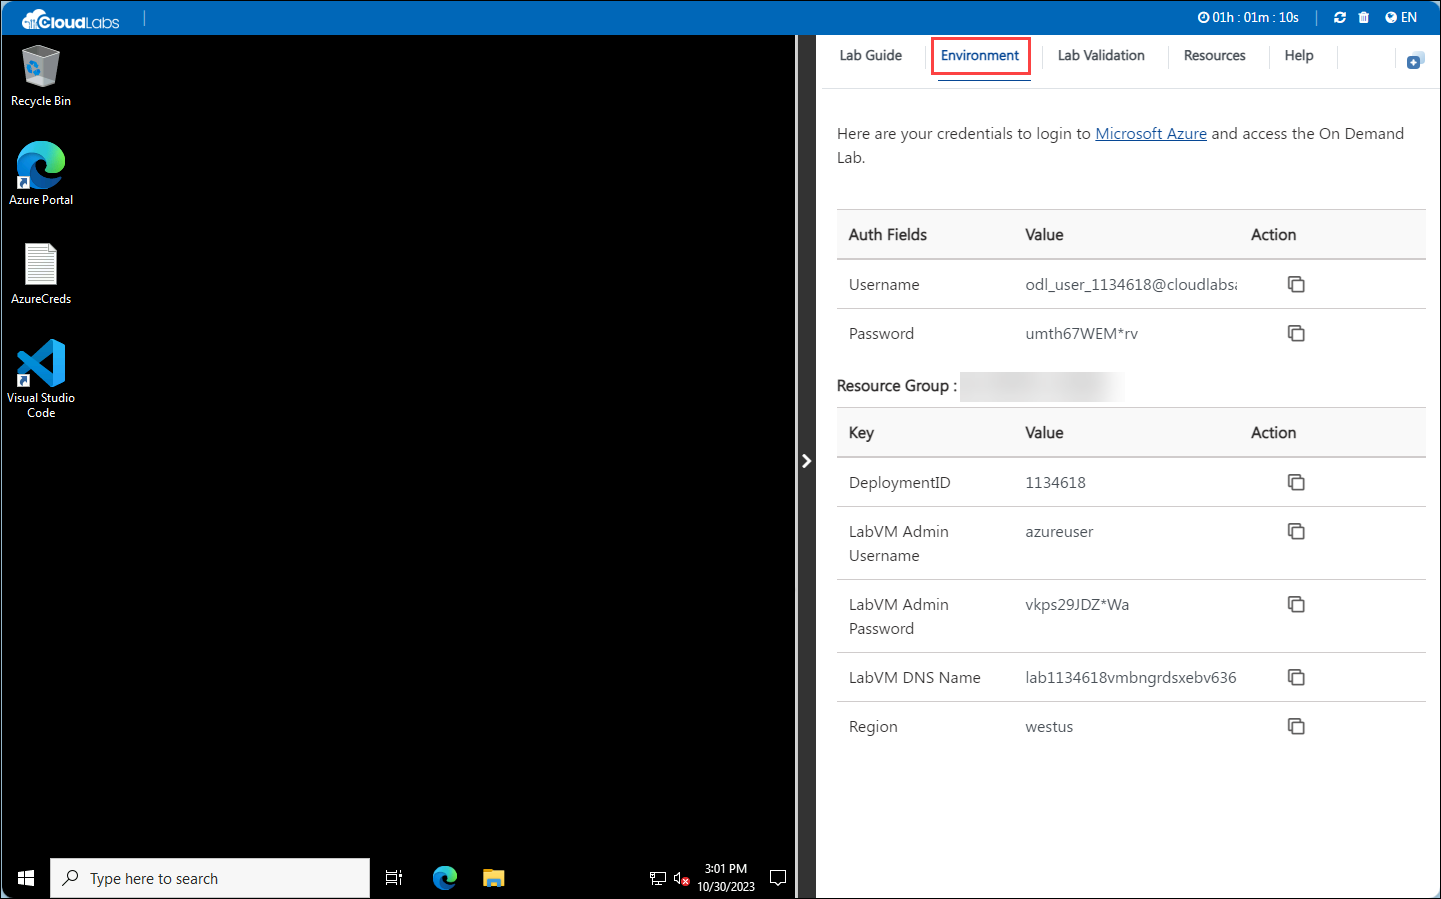 CloudLabs
01h : 01m : 10s
EN
Recycle Bin
Azure Portal
AzureCreds
Visual Studio
Code
Type here to search
3:01 PM
10/30/2023
Lab Guide
Environment
Lab Validation
Resources
Help
Here are your credentials to login to Microsoft Azure and access the On Demand
Lab.
Auth Fields Value Action
Username odl_user_1134618@cloudlabsa
Password umth67WEM*rv
Resource Group :
Key Value Action
DeploymentID 1134618
LabVM Admin azureuser
Username
LabVM Admin vkps29JDZ*Wa
Password
LabVM DNS Name lab1134618vmbngrdsxebv636
Region westus